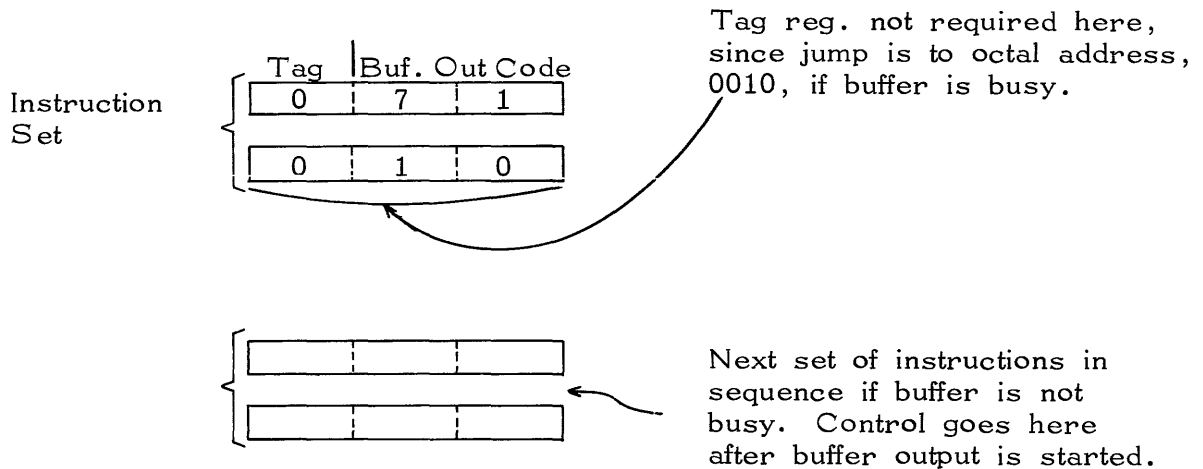 Tag reg. not required here,
since jump is to octal address,
0010, if buffer is busy.
Tag Buf. Out Code
Instruction
Set
0 7 1
0 1 0
Next set of instructions in
sequence if buffer is not
busy. Control goes here
after buffer output is started.